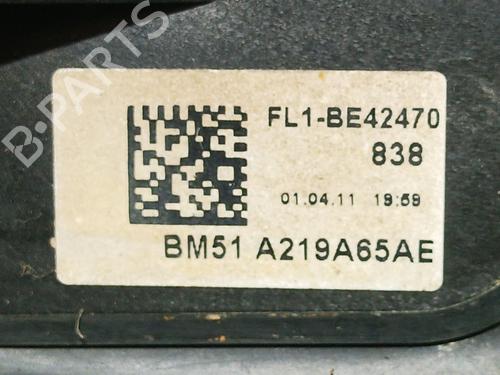 B-PARTS
FL1-BE42470
838
01.04.11 19:59
BM51 A219A65AE